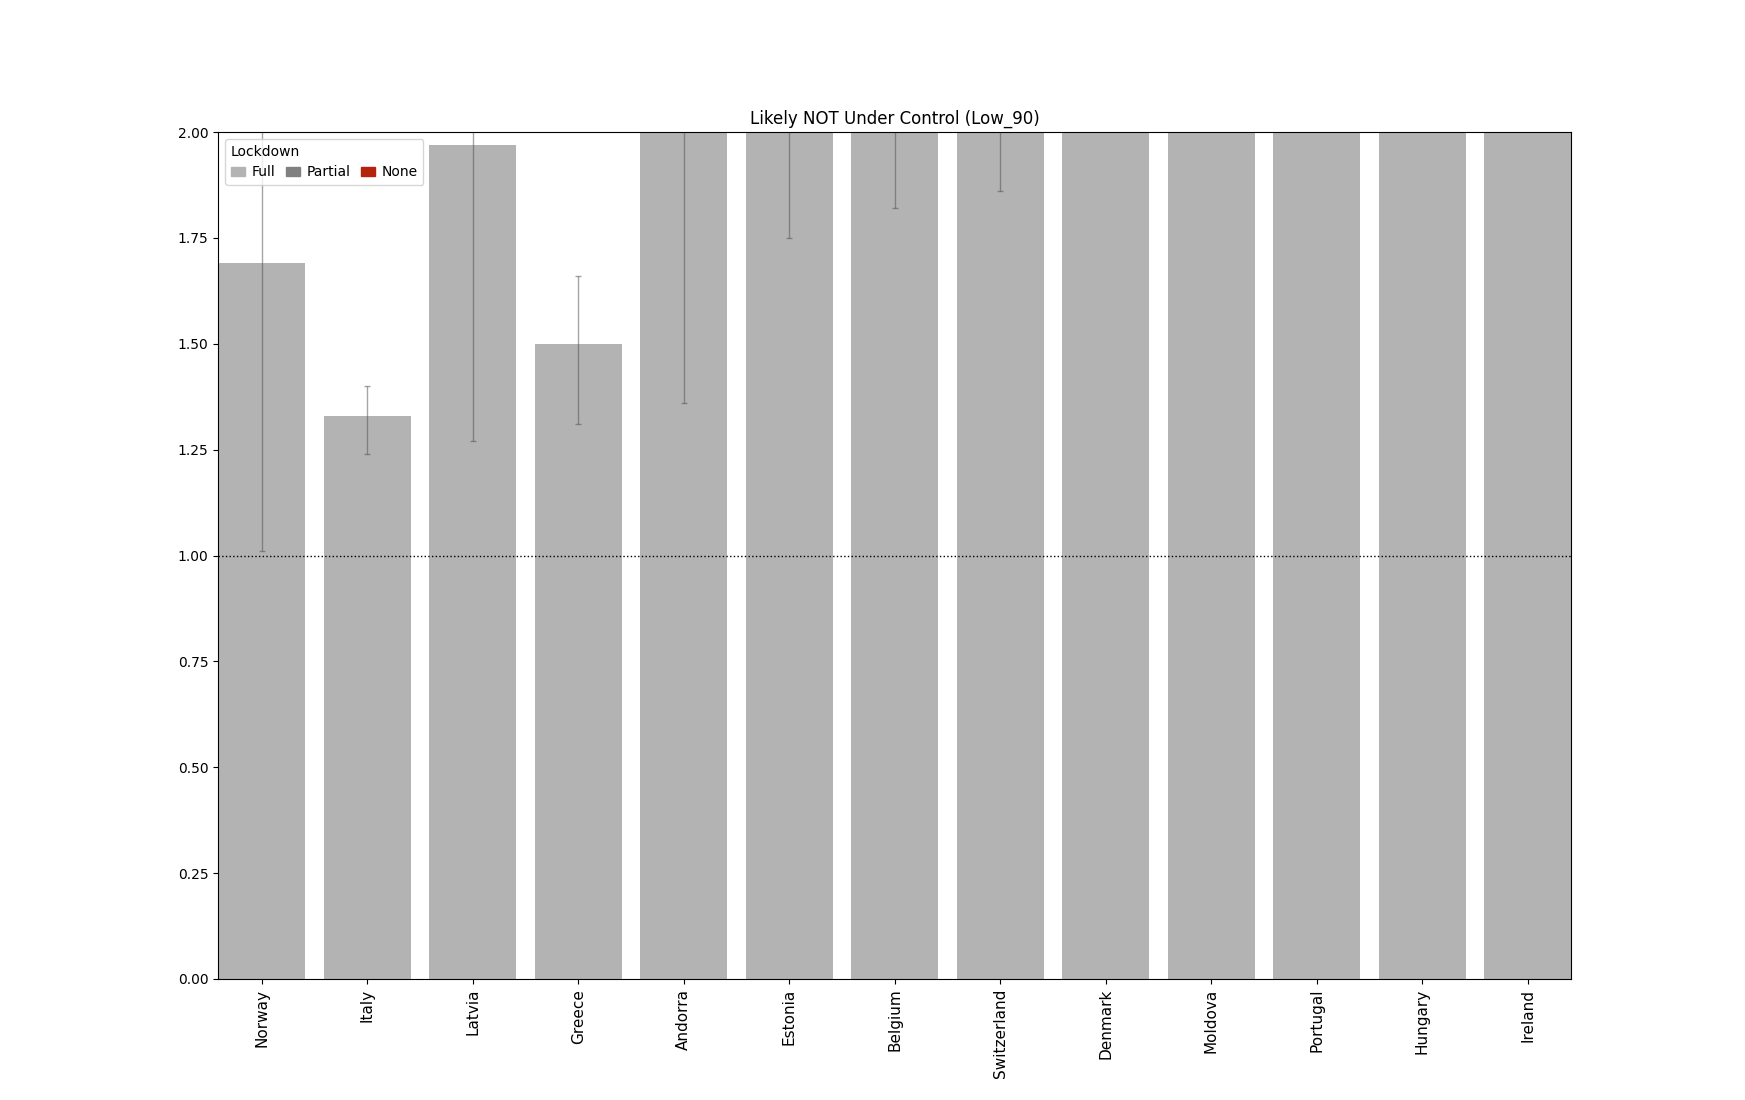 Likely NOT Under Control (Low_90)
Lockdown
Full Partial None
2.00
1.75
1.50
1.25
1.00
0.75
0.50
0.25
0.00
Norway
Italy
Latvia
Greece
Andorra
Estonia
Belgium
Switzerland
Denmark
Moldova
Portugal
Hungary
Ireland